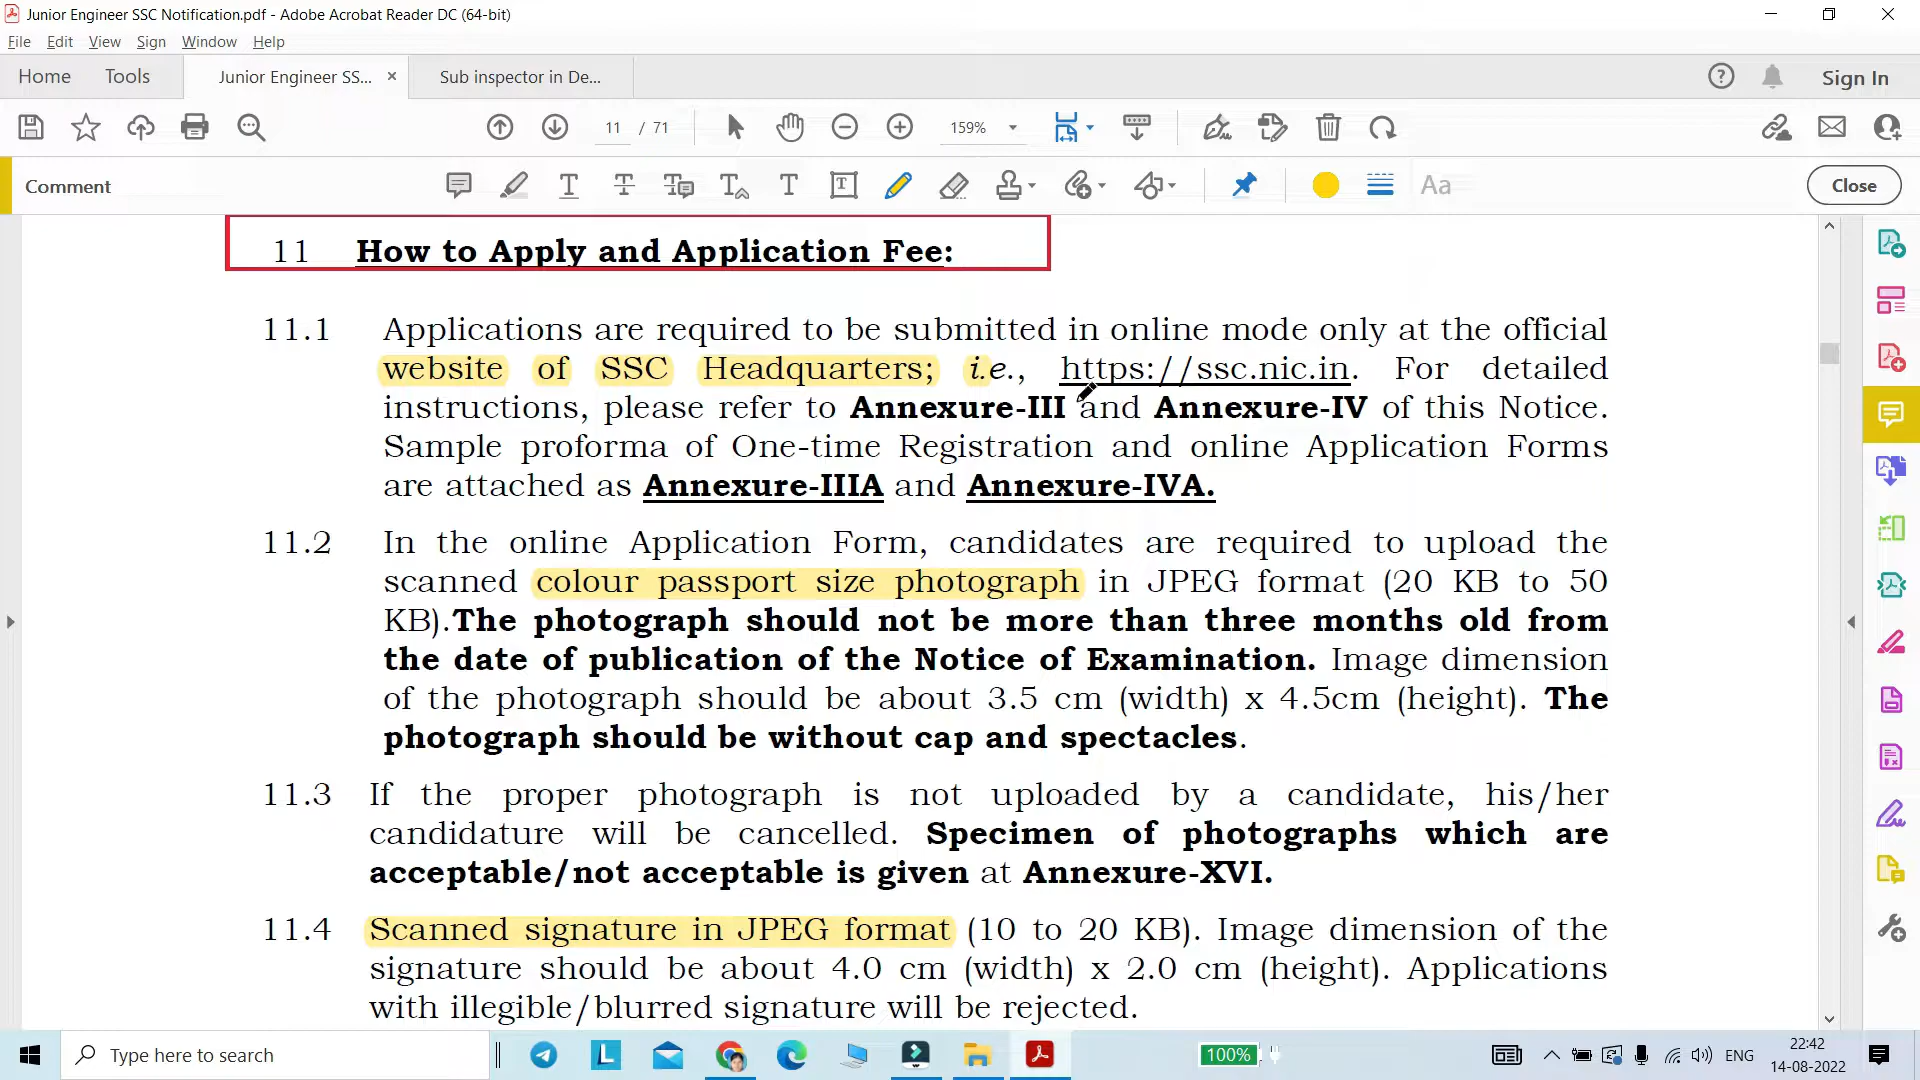 Junior Engineer SSC Notification.pdf - Adobe Acrobat Reader DC (64-bit)
File Edit View Sign Window Help
Home Tools Junior Engineer SS... × Sub inspector in De... Sign In
11 / 71 159%
Comment Aa Close
11 How to Apply and Application Fee:
11.1 Applications are required to be submitted in online mode only at the official
website of SSC Headquarters; i.e., https://ssc.nic.in. For detailed
instructions, please refer to Annexure-III and Annexure-IV of this Notice.
Sample proforma of One-time Registration and online Application Forms
are attached as Annexure-IIIA and Annexure-IVA.
11.2 In the online Application Form, candidates are required to upload the
scanned colour passport size photograph in JPEG format (20 KB to 50
KB).The photograph should not be more than three months old from
the date of publication of the Notice of Examination. Image dimension
of the photograph should be about 3.5 cm (width) x 4.5cm (height). The
photograph should be without cap and spectacles.
11.3 If the proper photograph is not uploaded by a candidate, his/her
candidature will be cancelled. Specimen of photographs which are
acceptable/not acceptable is given at Annexure-XVI.
11.4 Scanned signature in JPEG format (10 to 20 KB). Image dimension of the
signature should be about 4.0 cm (width) x 2.0 cm (height). Applications
with illegible/blurred signature will be rejected.
Type here to search
L
100%
ENG
22:42
14-08-2022